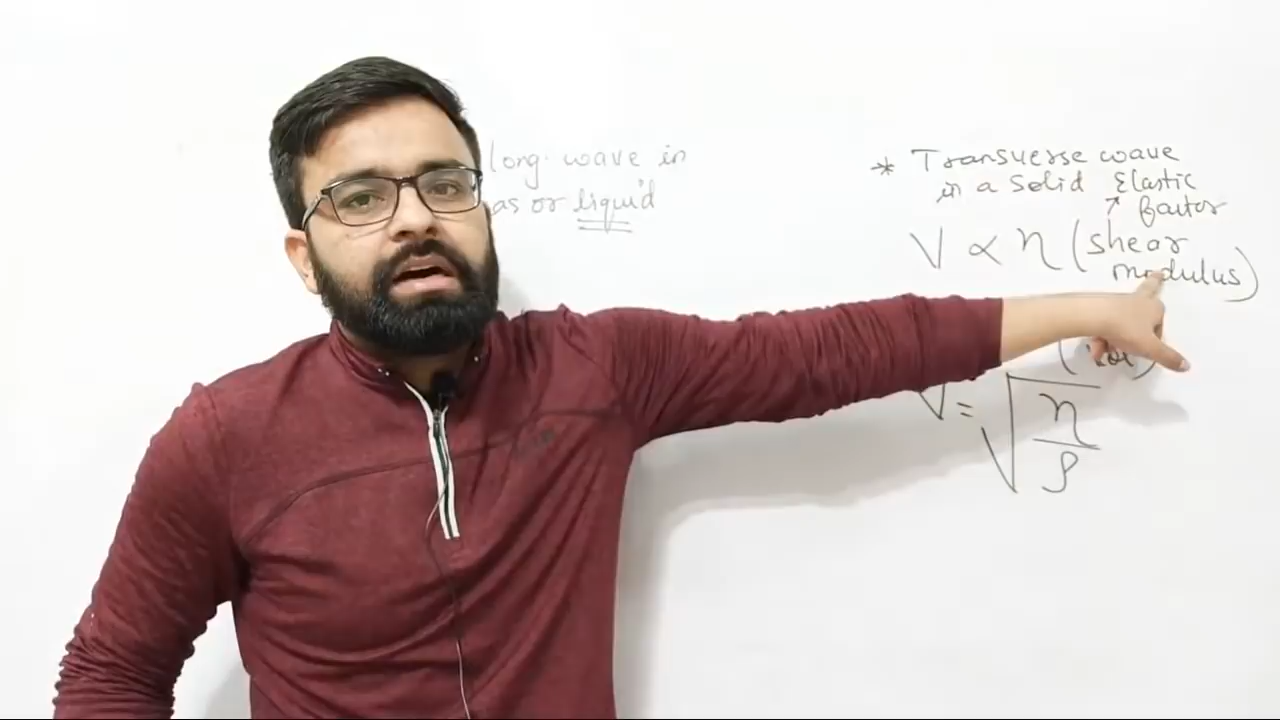 long. wave in
as or liquid
* Transverse wave
in a Solid Elastic
factor
V ∝ η (shear
modulus)
V = √η/ρ